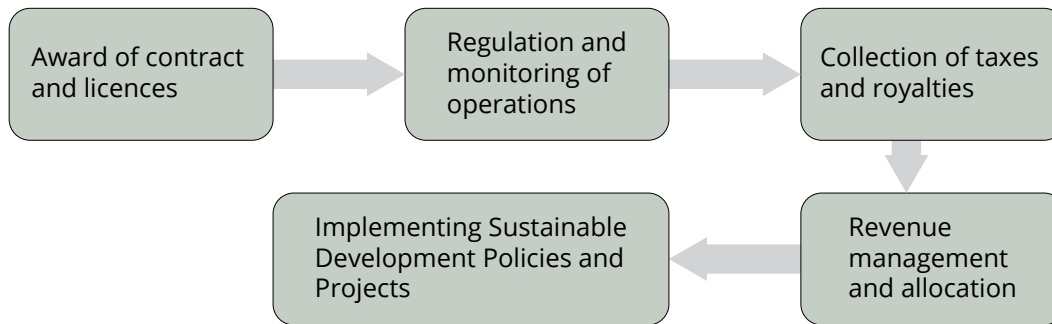 Award of contract
and licences
Regulation and
monitoring of
operations
Collection of taxes
and royalties
Revenue
management
and allocation
Implementing Sustainable
Development Policies and
Projects